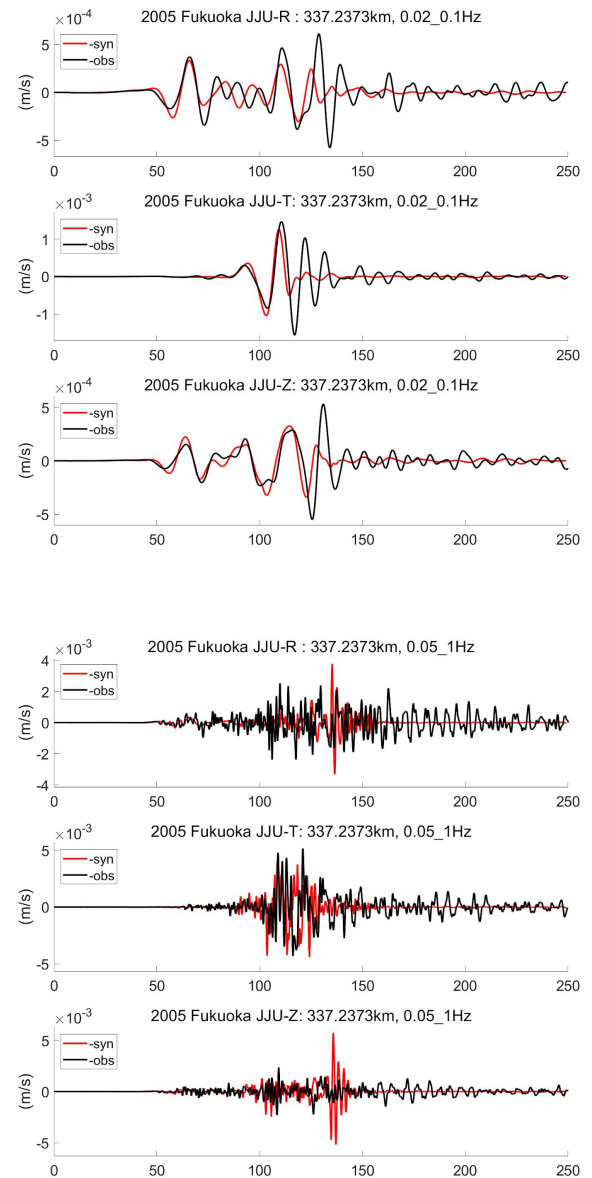 ×10-4
2005 Fukuoka JJU-R : 337.2373km, 0.02_0.1Hz
5
0
-5
(m/s)
-syn
-obs
0 50 100 150 200 250
×10-3
2005 Fukuoka JJU-T: 337.2373km, 0.02_0.1Hz
1
0
-1
(m/s)
-syn
-obs
0 50 100 150 200 250
×10-4
2005 Fukuoka JJU-Z: 337.2373km, 0.02_0.1Hz
5
0
-5
(m/s)
-syn
-obs
0 50 100 150 200 250
×10-3
2005 Fukuoka JJU-R : 337.2373km, 0.05_1Hz
4
2
0
-2
-4
(m/s)
-syn
-obs
0 50 100 150 200 250
×10-3
2005 Fukuoka JJU-T: 337.2373km, 0.05_1Hz
5
0
-5
(m/s)
-syn
-obs
0 50 100 150 200 250
×10-3
2005 Fukuoka JJU-Z: 337.2373km, 0.05_1Hz
5
0
-5
(m/s)
-syn
-obs
0 50 100 150 200 250